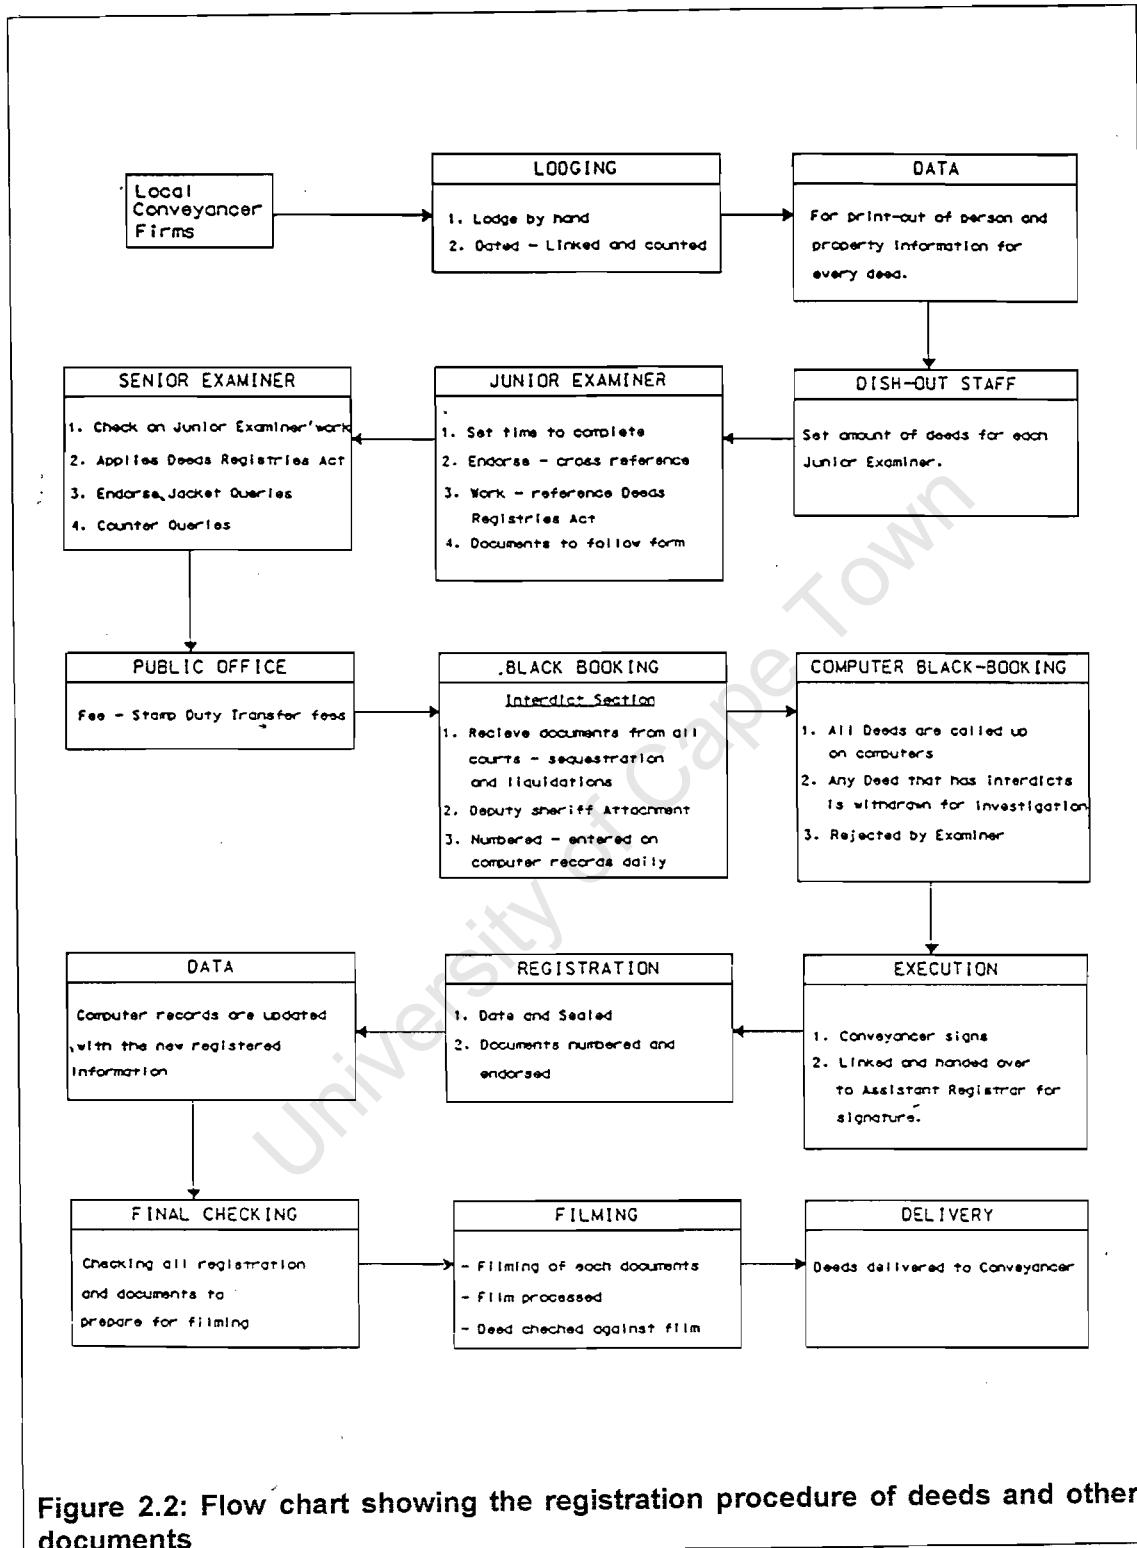 Local
Conveyancer
Firms
LODGING
1. Lodge by hand
2. Dated - Linked and counted
DATA
For print-out of person and
property information for
every deed.
SENIOR EXAMINER
1. Check on Junior Examiner'work
2. Applies Deeds Registries Act
3. Endorse, Jacket Queries
4. Counter Queries
JUNIOR EXAMINER
1. Set time to complete
2. Endorse - cross reference
3. Work - reference Deeds
Registries Act
4. Documents to follow form
DISH-OUT STAFF
Set amount of deeds for each
Junior Examiner.
PUBLIC OFFICE
Fee - Stamp Duty Transfer fees
BLACK BOOKING
Interdict Section
1. Recieve documents from all
courts - sequestration
and liquidations
2. Deputy sheriff Attachment
3. Numbered - entered on
computer records daily
COMPUTER BLACK-BOOKING
1. All Deeds are called up
on computers
2. Any Deed that has interdicts
is withdrawn for investigation
3. Rejected by Examiner
DATA
Computer records are updated
with the new registered
information
REGISTRATION
1. Date and Sealed
2. Documents numbered and
endorsed
EXECUTION
1. Conveyancer signs
2. Linked and handed over
to Assistant Registrar for
signature.
FINAL CHECKING
Checking all registration
and documents to
prepare for filming
FILMING
- Filming of each documents
- Film processed
- Deed cheched against film
DELIVERY
Deeds delivered to Conveyancer
University of Cape Town
Figure 2.2: Flow chart showing the registration procedure of deeds and other
documents